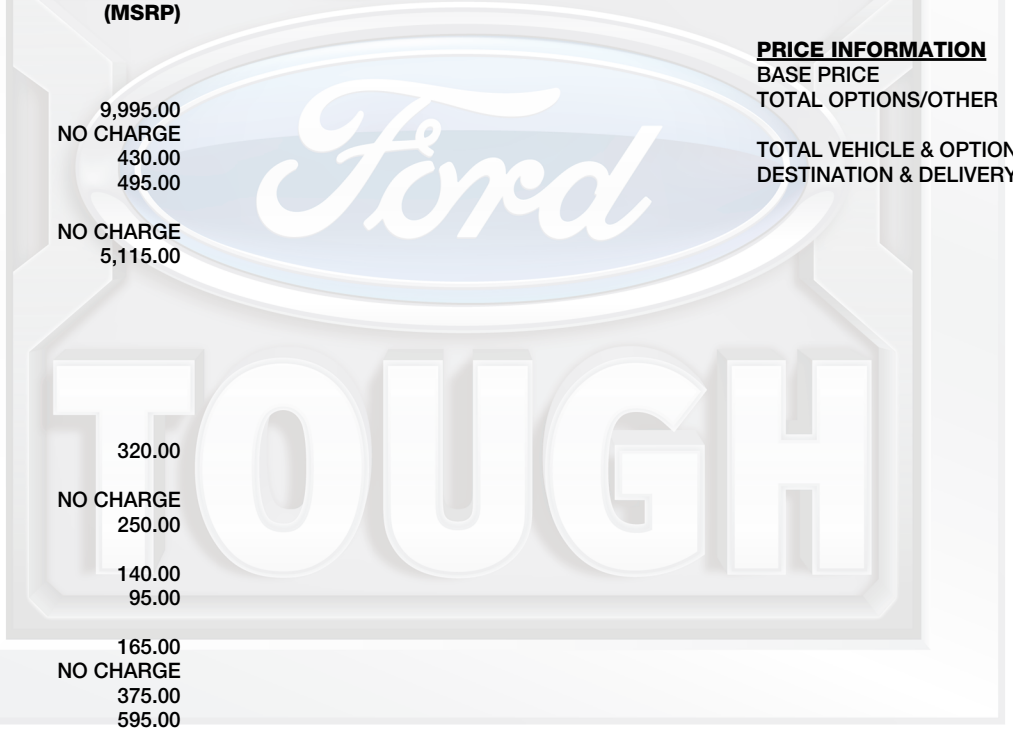 (MSRP)
9,995.00
NO CHARGE
430.00
495.00
NO CHARGE
5,115.00
320.00
NO CHARGE
250.00
140.00
95.00
165.00
NO CHARGE
375.00
595.00
PRICE INFORMATION
BASE PRICE
TOTAL OPTIONS/OTHER
TOTAL VEHICLE & OPTION
DESTINATION & DELIVERY
Ford
TOUGH